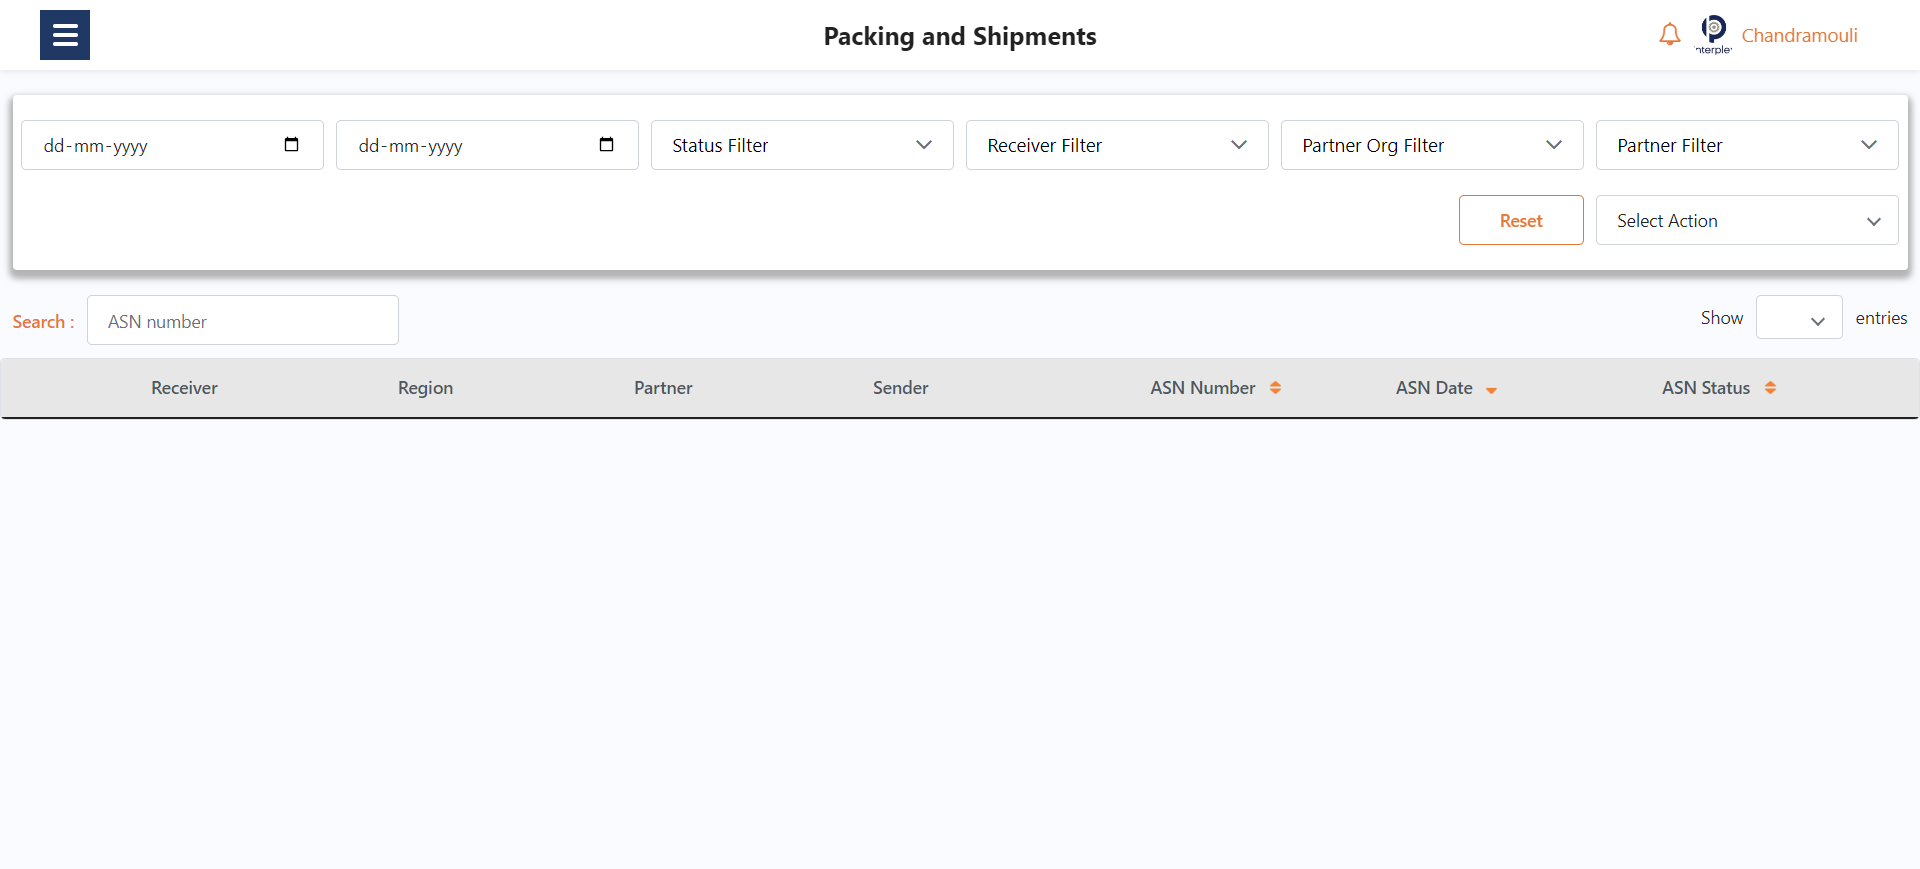 Packing and Shipments
nterple
Chandramouli
dd-mm-yyyy
dd-mm-yyyy
Status Filter
Receiver Filter
Partner Org Filter
Partner Filter
Reset
Select Action
Search :
ASN number
Show
entries
Receiver
Region
Partner
Sender
ASN Number
ASN Date
ASN Status